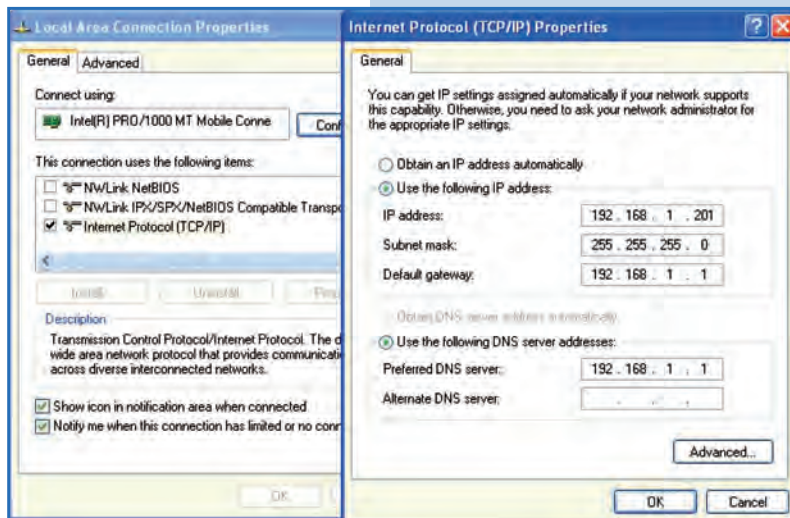 Local Area Connection Properties
General Advanced
Connect using:
Intel(R) PRO/1000 MT Mobile Conne
Conf
This connection uses the following items:
NWLink NetBIOS
NWLink IPX/SPX/NetBIOS Compatible Transpo
Internet Protocol (TCP/IP)
Install... Uninstall Prop
Description
Transmission Control Protocol/Internet Protocol. The d
wide area network protocol that provides communicati
across diverse interconnected networks.
Show icon in notification area when connected
Notify me when this connection has limited or no conn
OK
Internet Protocol (TCP/IP) Properties
General
You can get IP settings assigned automatically if your network supports
this capability. Otherwise, you need to ask your network administrator for
the appropriate IP settings.
Obtain an IP address automatically
Use the following IP address:
IP address: 192 . 168 . 1 . 201
Subnet mask: 255 . 255 . 255 . 0
Default gateway: 192 . 168 . 1 . 1
Obtain DNS server address automatically
Use the following DNS server addresses:
Preferred DNS server: 192 . 168 . 1 . 1
Alternate DNS server: . . .
Advanced...
OK Cancel